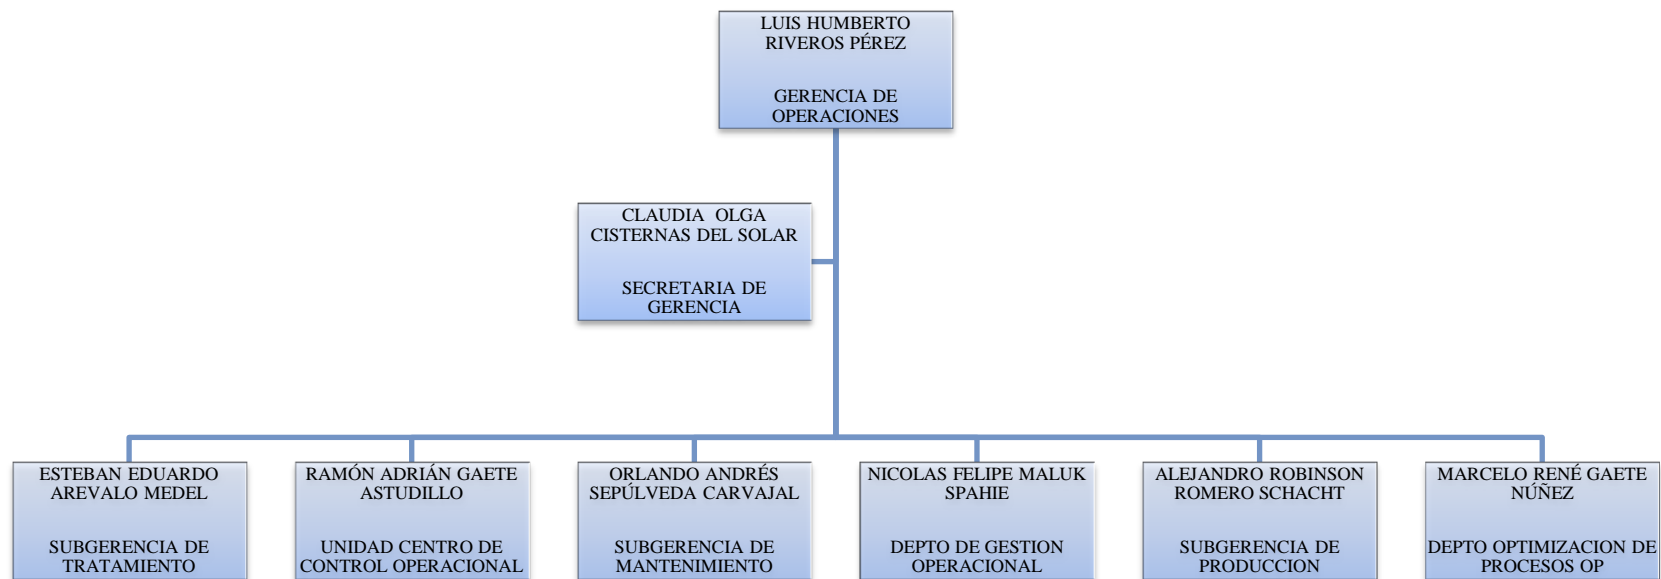 LUIS HUMBERTO
RIVEROS PÉREZ
GERENCIA DE
OPERACIONES
CLAUDIA  OLGA
CISTERNAS DEL SOLAR
SECRETARIA DE
GERENCIA
ESTEBAN EDUARDO
AREVALO MEDEL
SUBGERENCIA DE
TRATAMIENTO
RAMÓN ADRIÁN GAETE
ASTUDILLO
UNIDAD CENTRO DE
CONTROL OPERACIONAL
ORLANDO ANDRÉS
SEPÚLVEDA CARVAJAL
SUBGERENCIA DE
MANTENIMIENTO
NICOLAS FELIPE MALUK
SPAHIE
DEPTO DE GESTION
OPERACIONAL
ALEJANDRO ROBINSON
ROMERO SCHACHT
SUBGERENCIA DE
PRODUCCION
MARCELO RENÉ GAETE
NÚÑEZ
DEPTO OPTIMIZACION DE
PROCESOS OP